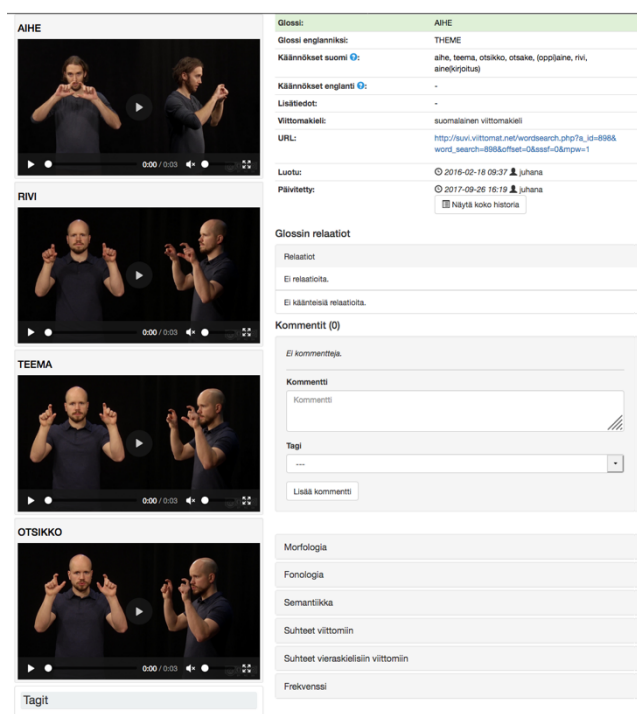 AIHE
0:00 / 0:03
RIVI
0:00 / 0:03
TEEMA
0:00 / 0:03
OTSIKKO
0:00 / 0:03
Tagit
Glossi: AIHE
Glossi englanniksi: THEME
Käännökset suomi ?: aihe, teema, otsikko, otsake, (oppi)aine, rivi,
aine(kirjoitus)
Käännökset englanti ?: -
Lisätiedot: -
Viittomakieli: suomalainen viittomakieli
URL: http://suvi.viittomat.net/wordsearch.php?a_id=898&
word_search=898&offset=0&assf=0&mpw=1
Luotu: 2016-02-18 09:37 juhana
Päivitetty: 2017-09-26 16:19 juhana
Näytä koko historia
Glossin relaatiot
Relaatiot
Ei relaatioita.
Ei käänteisiä relaatioita.
Kommentit (0)
Ei kommentteja.
Kommentti
Kommentti
Tagi
---
Lisää kommentti
Morfologia
Fonologia
Semantiikka
Suhteet viittomiin
Suhteet vieraskielisiin viittomiin
Frekvenssi